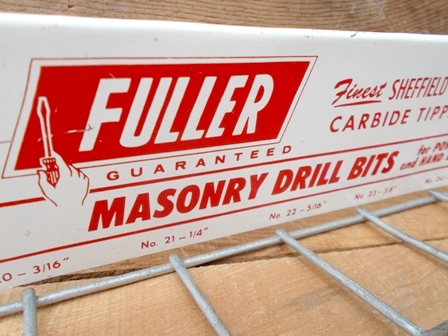 FULLER
GUARANTEED
Finest SHEFFIELD
CARBIDE TIPP
MASONRY DRILL BITS
for
and HAND
3/16"
No. 21 - 1/4"
No. 22 - 5/16"
No. 23 - 3/8"